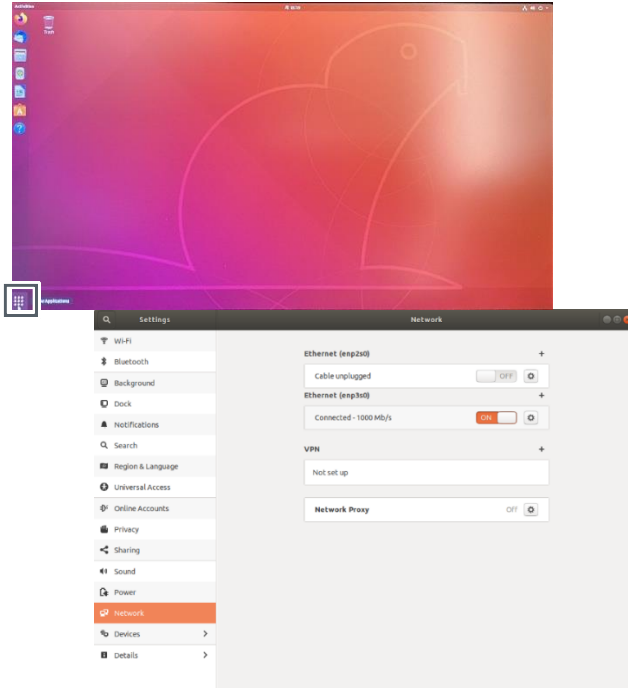 Activities
Trash
Applications
Settings
Network
Wi-Fi
Bluetooth
Background
Dock
Notifications
Search
Region & Language
Universal Access
Online Accounts
Privacy
Sharing
Sound
Power
Network
Devices
Details
Ethernet (enp2s0)
Cable unplugged
OFF
Ethernet (enp3s0)
Connected - 1000 Mb/s
ON
VPN
Not set up
Network Proxy
Off